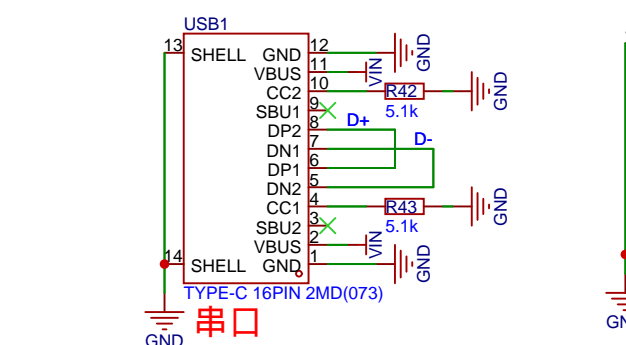 USB1
13 SHELL GND 12 GND
VBUS 11 VIN
CC2 10 R42 GND
5.1k
SBU1 9
DP2 8 D+
DN1 7 D-
DP1 6
DN2 5
CC1 4 R43 GND
5.1k
SBU2 3
VBUS 2 VIN
14 SHELL GND 1 GND
TYPE-C 16PIN 2MD(073)
GND 串口